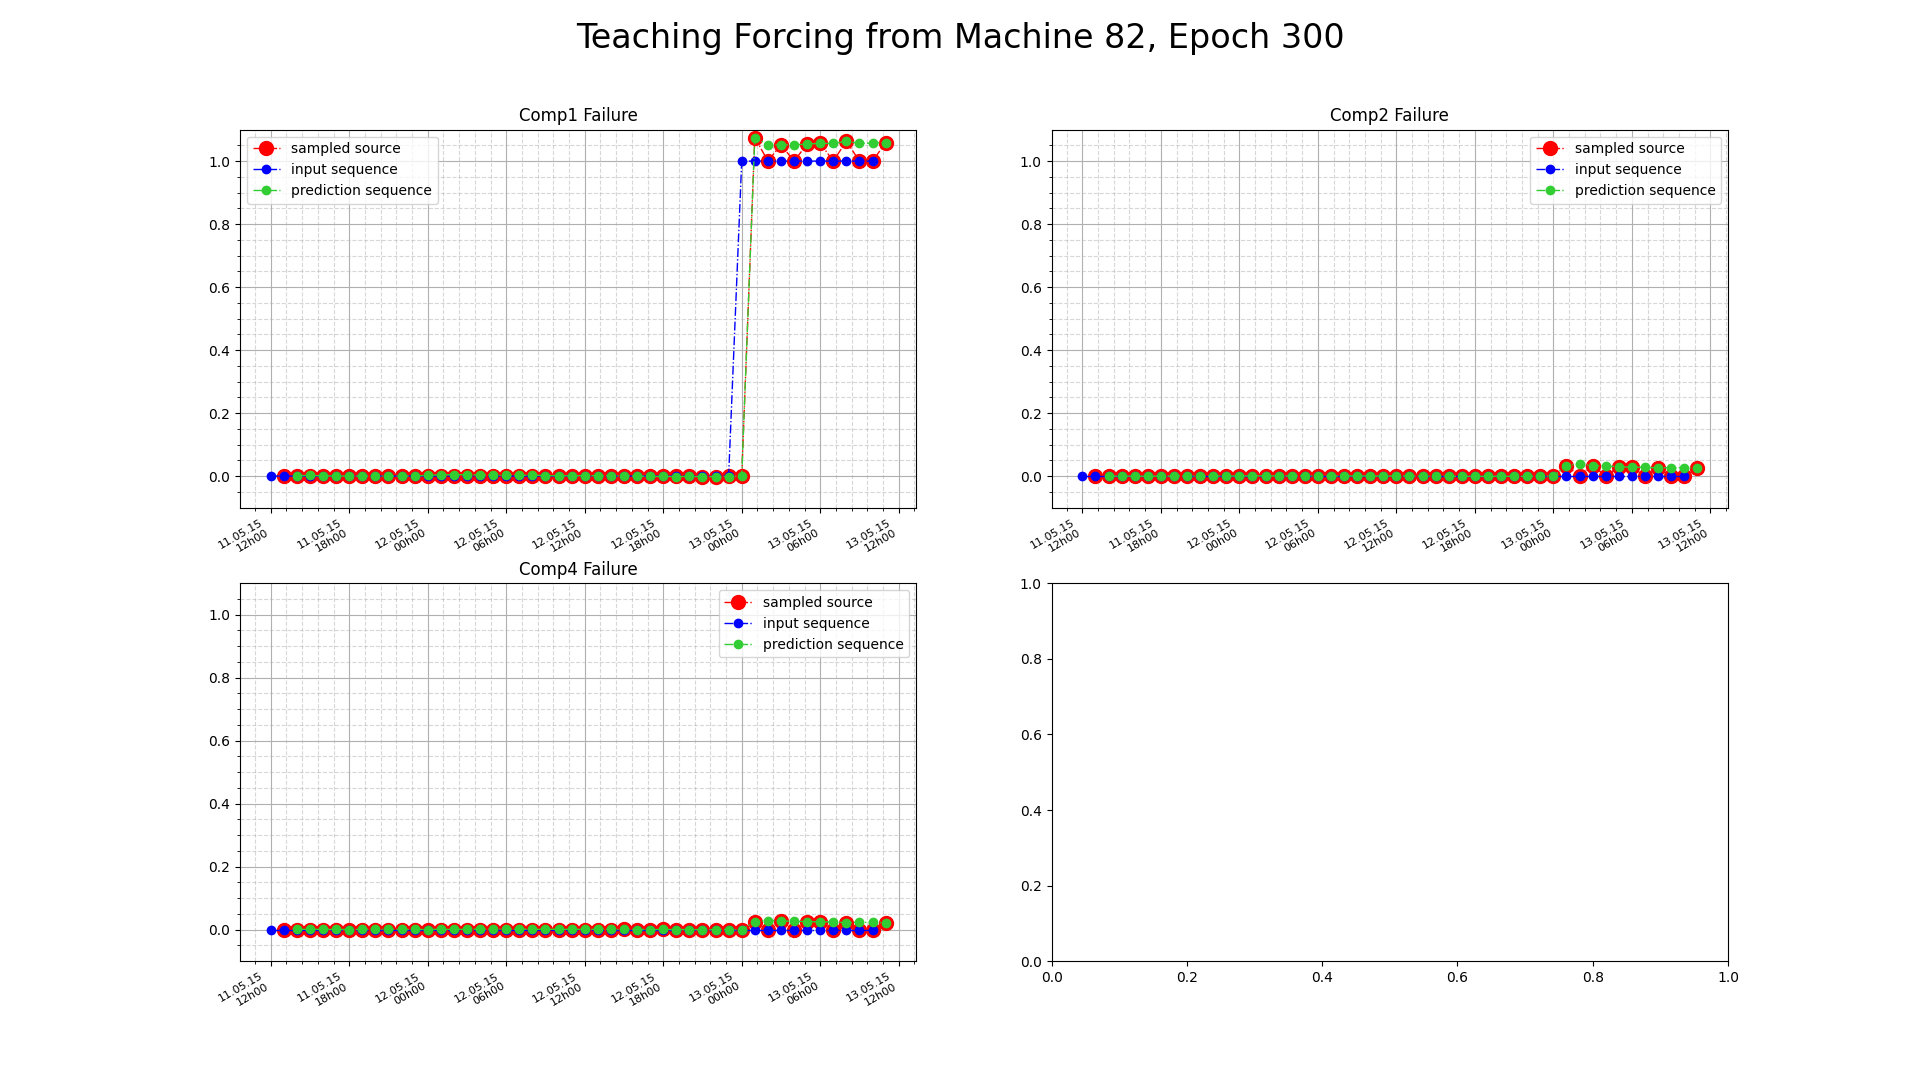 Teaching Forcing from Machine 82, Epoch 300
Comp1 Failure
sampled source
input sequence
prediction sequence
1.0
0.8
0.6
0.4
0.2
0.0
11.05.15
12h00
11.05.15
18h00
12.05.15
00h00
12.05.15
06h00
12.05.15
12h00
12.05.15
18h00
13.05.15
00h00
13.05.15
06h00
13.05.15
12h00
Comp2 Failure
sampled source
input sequence
prediction sequence
1.0
0.8
0.6
0.4
0.2
0.0
11.05.15
12h00
11.05.15
18h00
12.05.15
00h00
12.05.15
06h00
12.05.15
12h00
12.05.15
18h00
13.05.15
00h00
13.05.15
06h00
13.05.15
12h00
Comp4 Failure
sampled source
input sequence
prediction sequence
1.0
0.8
0.6
0.4
0.2
0.0
11.05.15
12h00
11.05.15
18h00
12.05.15
00h00
12.05.15
06h00
12.05.15
12h00
12.05.15
18h00
13.05.15
00h00
13.05.15
06h00
13.05.15
12h00
1.0
0.8
0.6
0.4
0.2
0.0
0.0 0.2 0.4 0.6 0.8 1.0